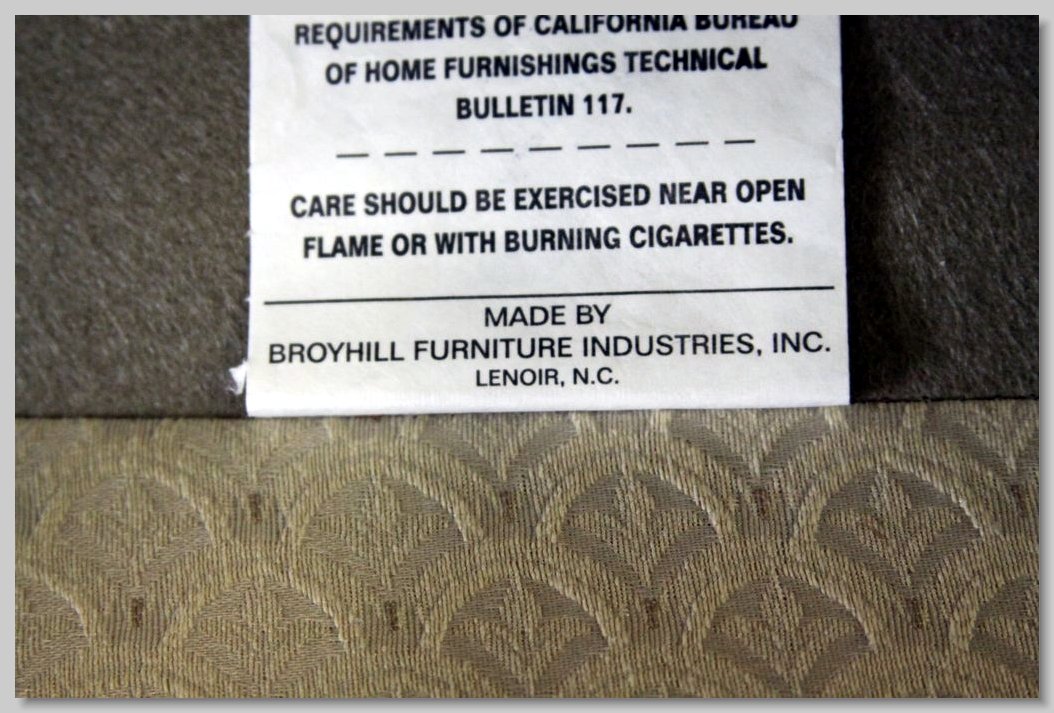 REQUIREMENTS OF CALIFORNIA BUREAU
OF HOME FURNISHINGS TECHNICAL
BULLETIN 117.
CARE SHOULD BE EXERCISED NEAR OPEN
FLAME OR WITH BURNING CIGARETTES.
MADE BY
BROYHILL FURNITURE INDUSTRIES, INC.
LENOIR, N.C.